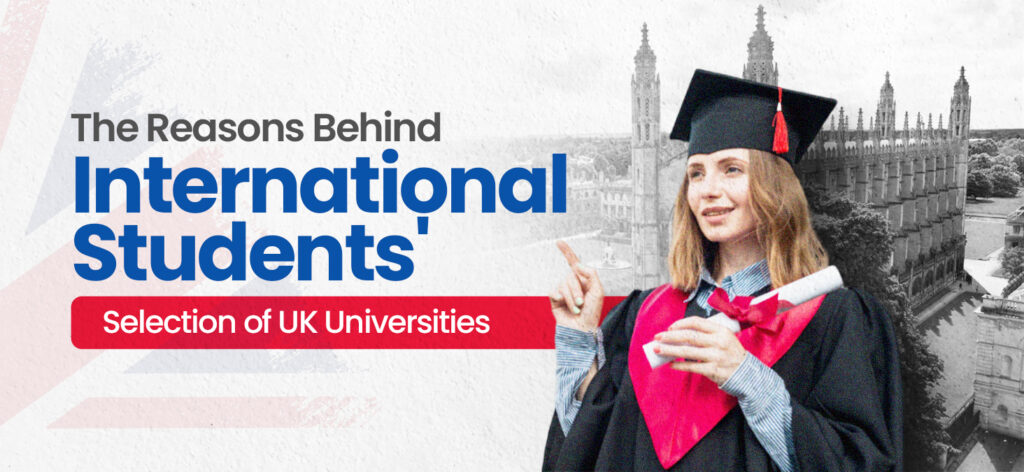 The Reasons Behind
International
Students'
Selection of UK Universities